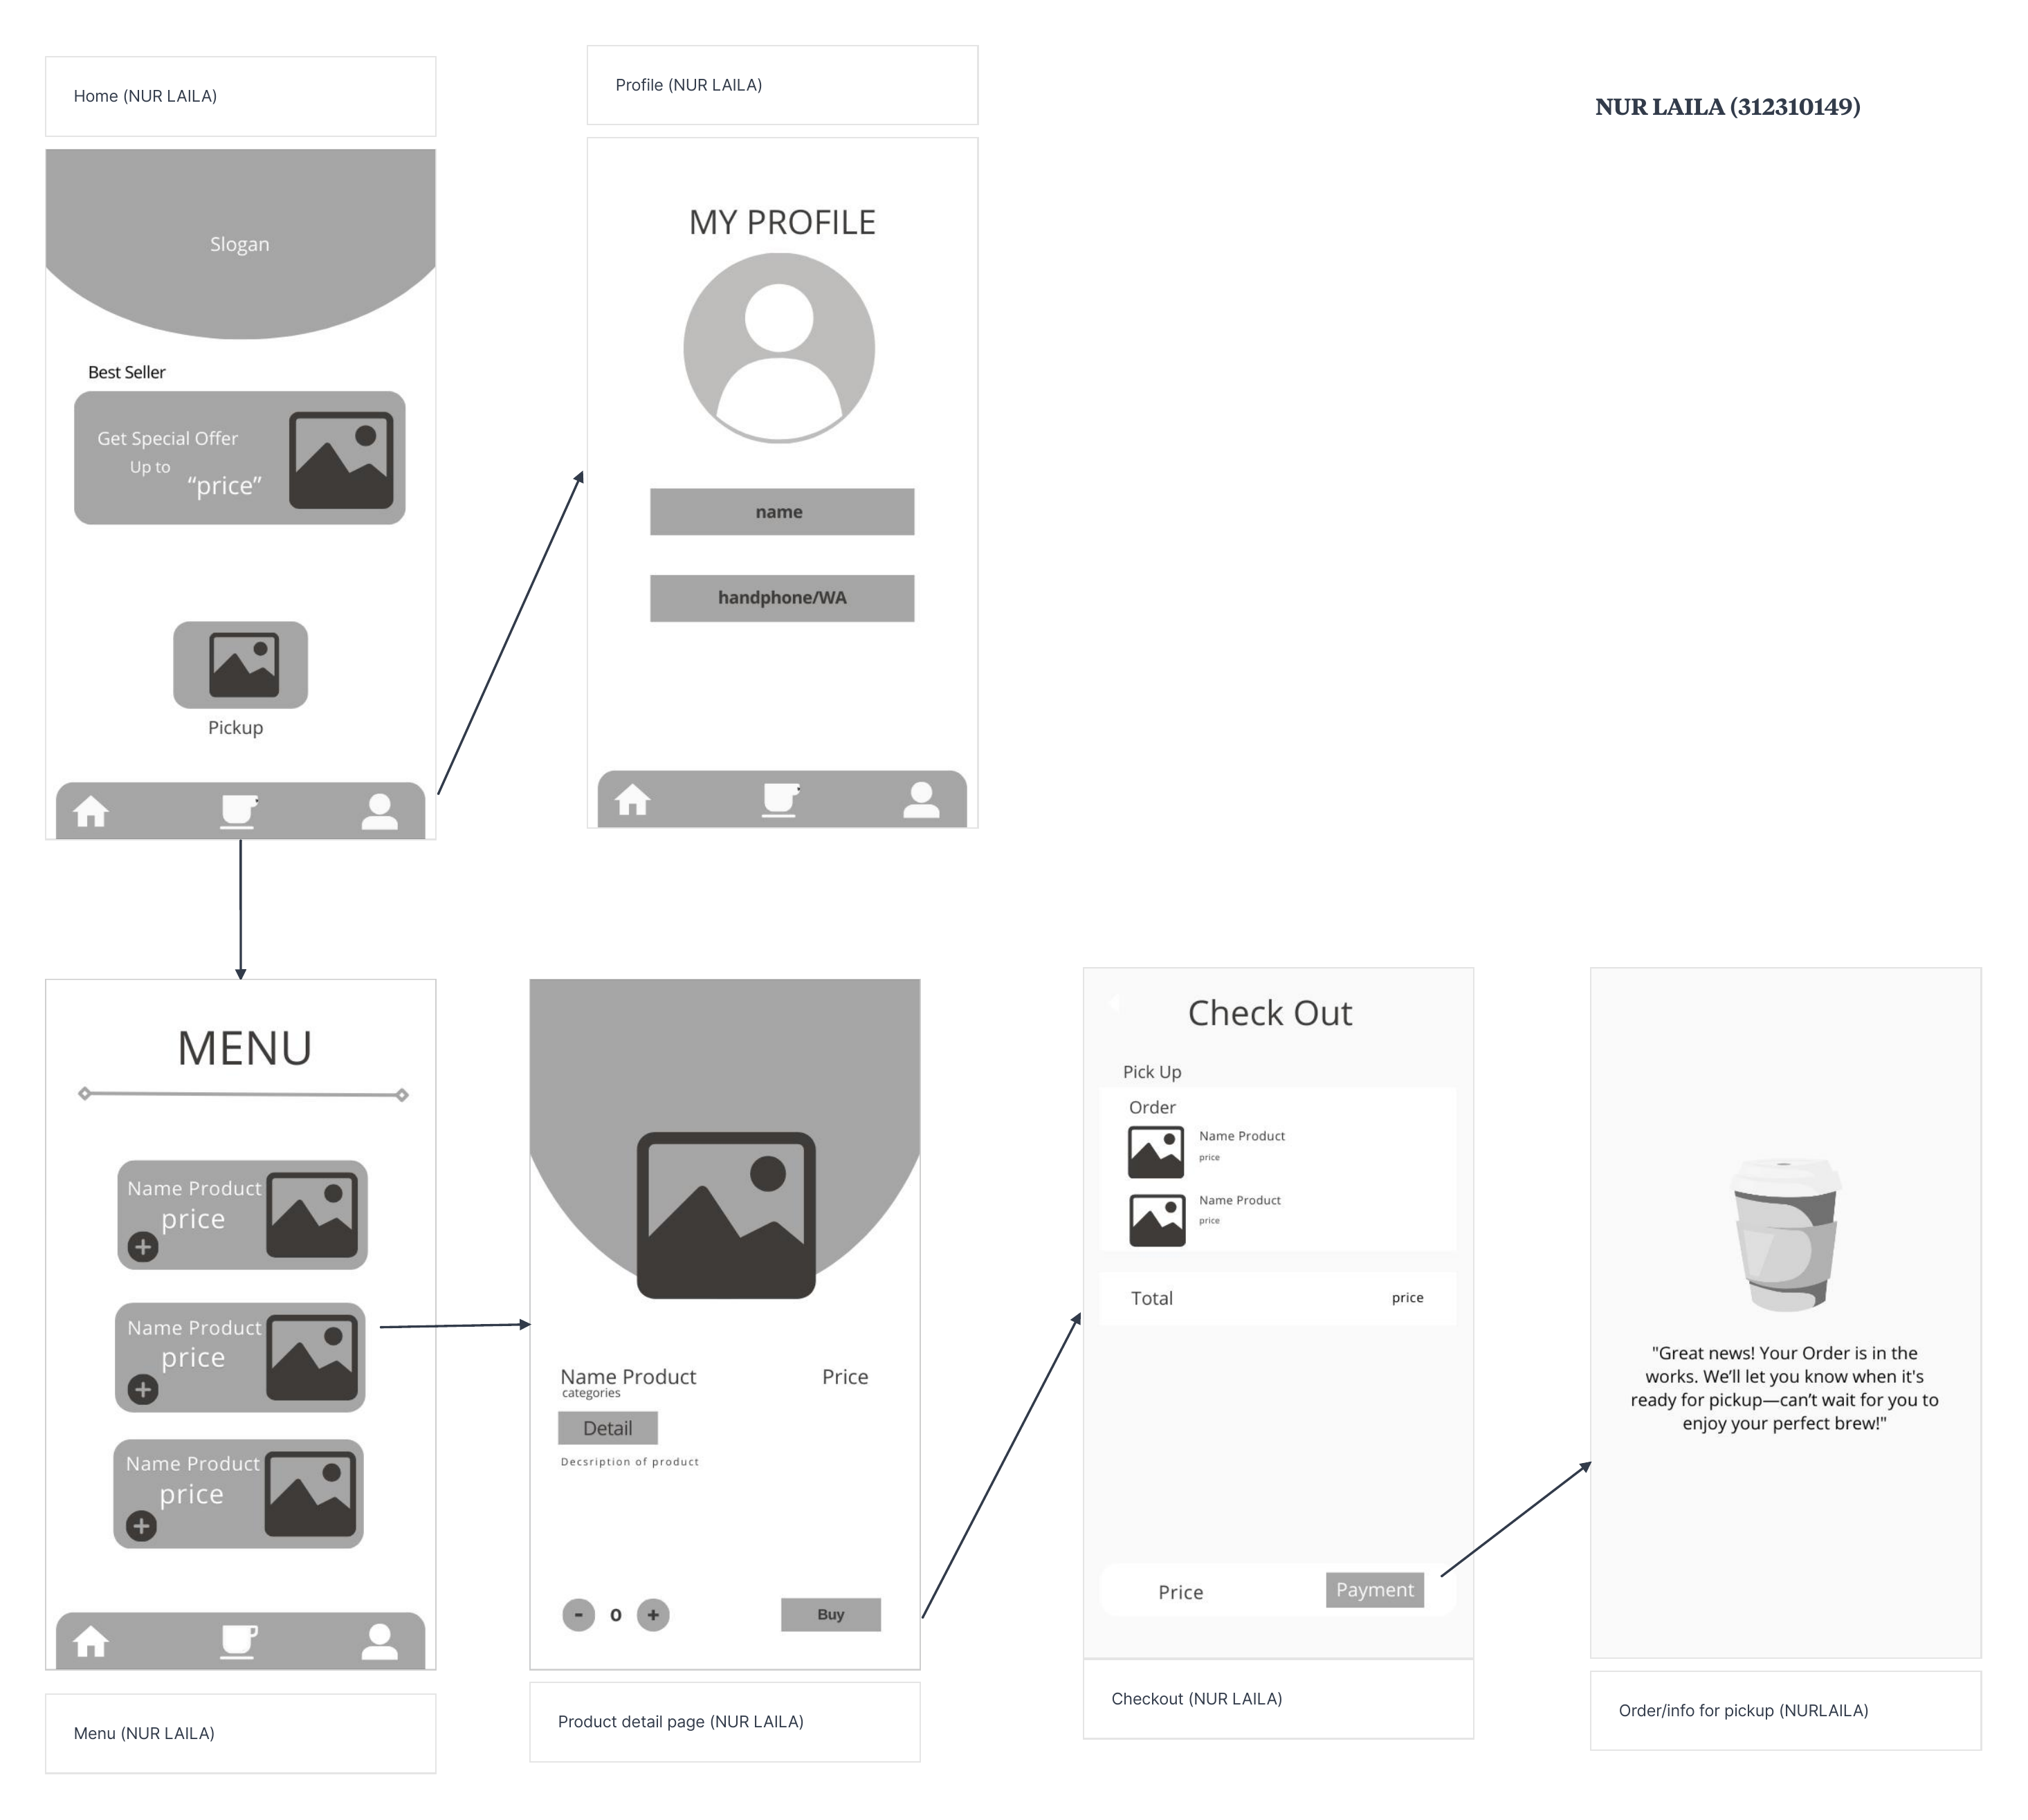 Home (NUR LAILA)
Profile (NUR LAILA)
NUR LAILA (312310149)
Slogan
Best Seller
Get Special Offer
Up to
“price”
Pickup
MY PROFILE
name
handphone/WA
MENU
Name Product
price
+
Name Product
price
+
Name Product
price
+
Menu (NUR LAILA)
Name Product
Price
categories
Detail
Decsription of product
- 0 +
Buy
Product detail page (NUR LAILA)
Check Out
Pick Up
Order
Name Product
price
Name Product
price
Total
price
Price
Payment
Checkout (NUR LAILA)
"Great news! Your Order is in the
works. We’ll let you know when it's
ready for pickup—can’t wait for you to
enjoy your perfect brew!"
Order/info for pickup (NURLAILA)